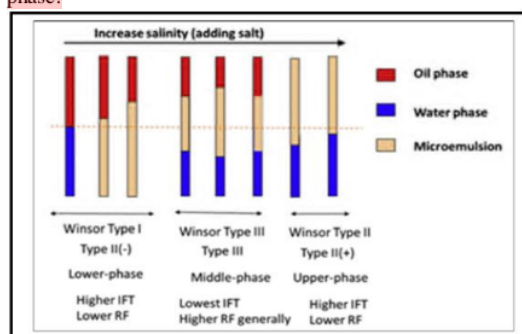 phase.
Increase salinity (adding salt)
Oil phase
Water phase
Microemulsion
Winsor Type I
Type II(-)
Lower-phase
Higher IFT
Lower RF
Winsor Type III
Type III
Middle-phase
Lowest IFT
Higher RF generally
Winsor Type II
Type II(+)
Upper-phase
Higher IFT
Lower RF